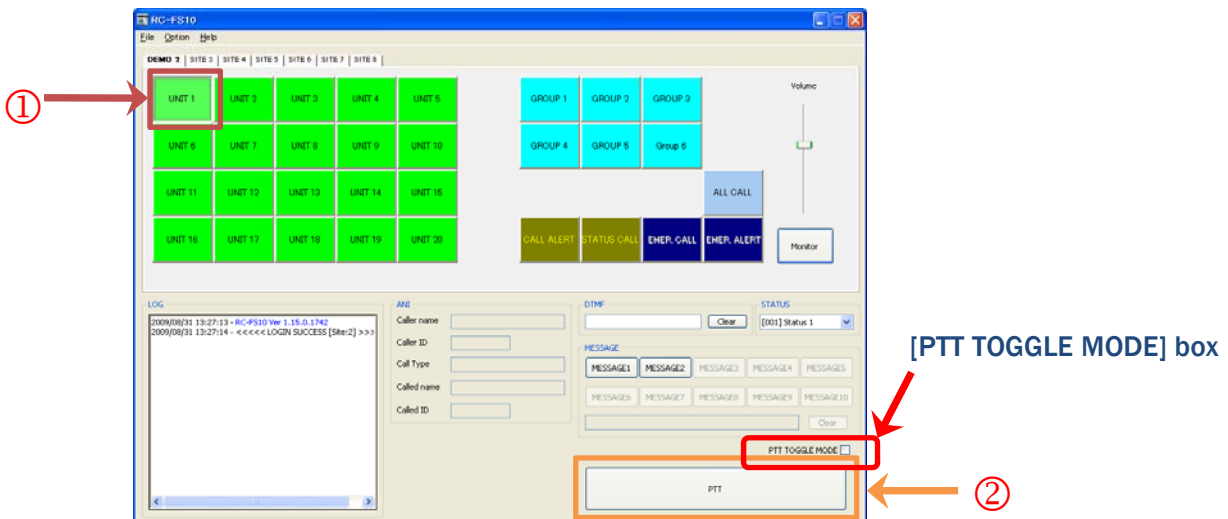 RC-FS10
File Option Help
DEMO 2 SITE 3 SITE 4 SITE 5 SITE 6 SITE 7 SITE 8
①
UNIT 1 UNIT 2 UNIT 3 UNIT 4 UNIT 5
UNIT 6 UNIT 7 UNIT 8 UNIT 9 UNIT 10
UNIT 11 UNIT 12 UNIT 13 UNIT 14 UNIT 15
UNIT 16 UNIT 17 UNIT 18 UNIT 19 UNIT 20
GROUP 1 GROUP 2 GROUP 3
GROUP 4 GROUP 5 Group 6
ALL CALL
CALL ALERT STATUS CALL EMER. CALL EMER. ALERT
Volume
Monitor
LOG
2009/08/31 13:27:13 - RC-FS10 Ver 1.15.0.1742
2009/08/31 13:27:14 - <<<<< LOGIN SUCCESS [Site:2] >>>
ANI
Caller name
Caller ID
Call Type
Called name
Called ID
DTMF
Clear
STATUS
[001] Status 1
MESSAGE
MESSAGE1 MESSAGE2 MESSAGE3 MESSAGE4 MESSAGE5
MESSAGE6 MESSAGE7 MESSAGE8 MESSAGE9 MESSAGE10
Clear
PTT TOGGLE MODE
PTT
[PTT TOGGLE MODE] box
②